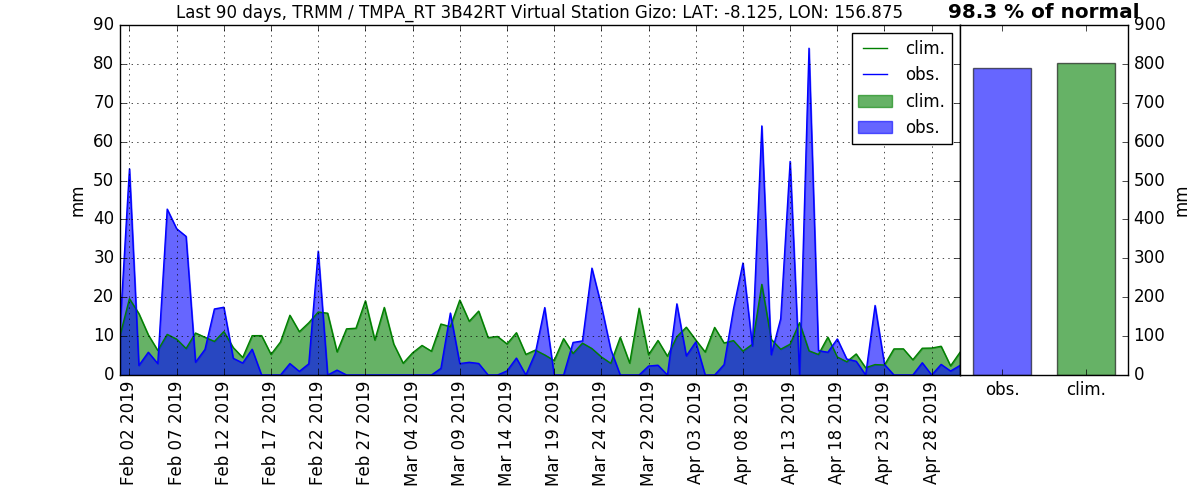 Last 90 days, TRMM / TMPA_RT 3B42RT Virtual Station Gizo: LAT: -8.125, LON: 156.875
98.3 % of normal
90
80
70
60
50
40
30
20
10
0
mm
clim.
obs.
clim.
obs.
900
800
700
600
500
400
300
200
100
0
mm
Feb 02 2019
Feb 07 2019
Feb 12 2019
Feb 17 2019
Feb 22 2019
Feb 27 2019
Mar 04 2019
Mar 09 2019
Mar 14 2019
Mar 19 2019
Mar 24 2019
Mar 29 2019
Apr 03 2019
Apr 08 2019
Apr 13 2019
Apr 18 2019
Apr 23 2019
Apr 28 2019
obs.
clim.